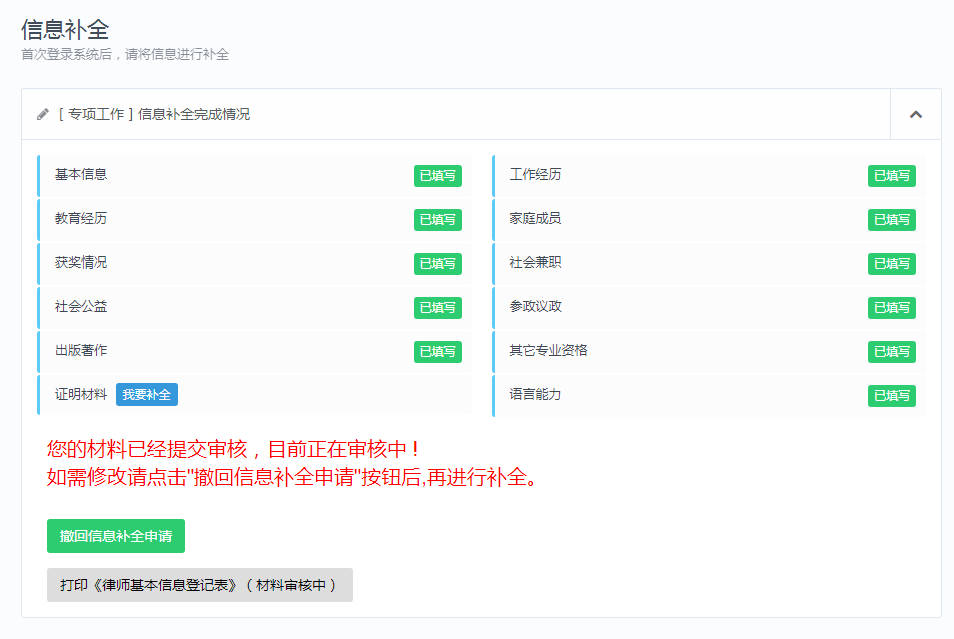 信息补全
首次登录系统后，请将信息进行补全
[ 专项工作 ] 信息补全完成情况
基本信息 已填写 工作经历 已填写
教育经历 已填写 家庭成员 已填写
获奖情况 已填写 社会兼职 已填写
社会公益 已填写 参政议政 已填写
出版著作 已填写 其它专业资格 已填写
证明材料 我要补全 语言能力 已填写
您的材料已经提交审核，目前正在审核中！
如需修改请点击"撤回信息补全申请"按钮后,再进行补全。
撤回信息补全申请
打印《律师基本信息登记表》（材料审核中）